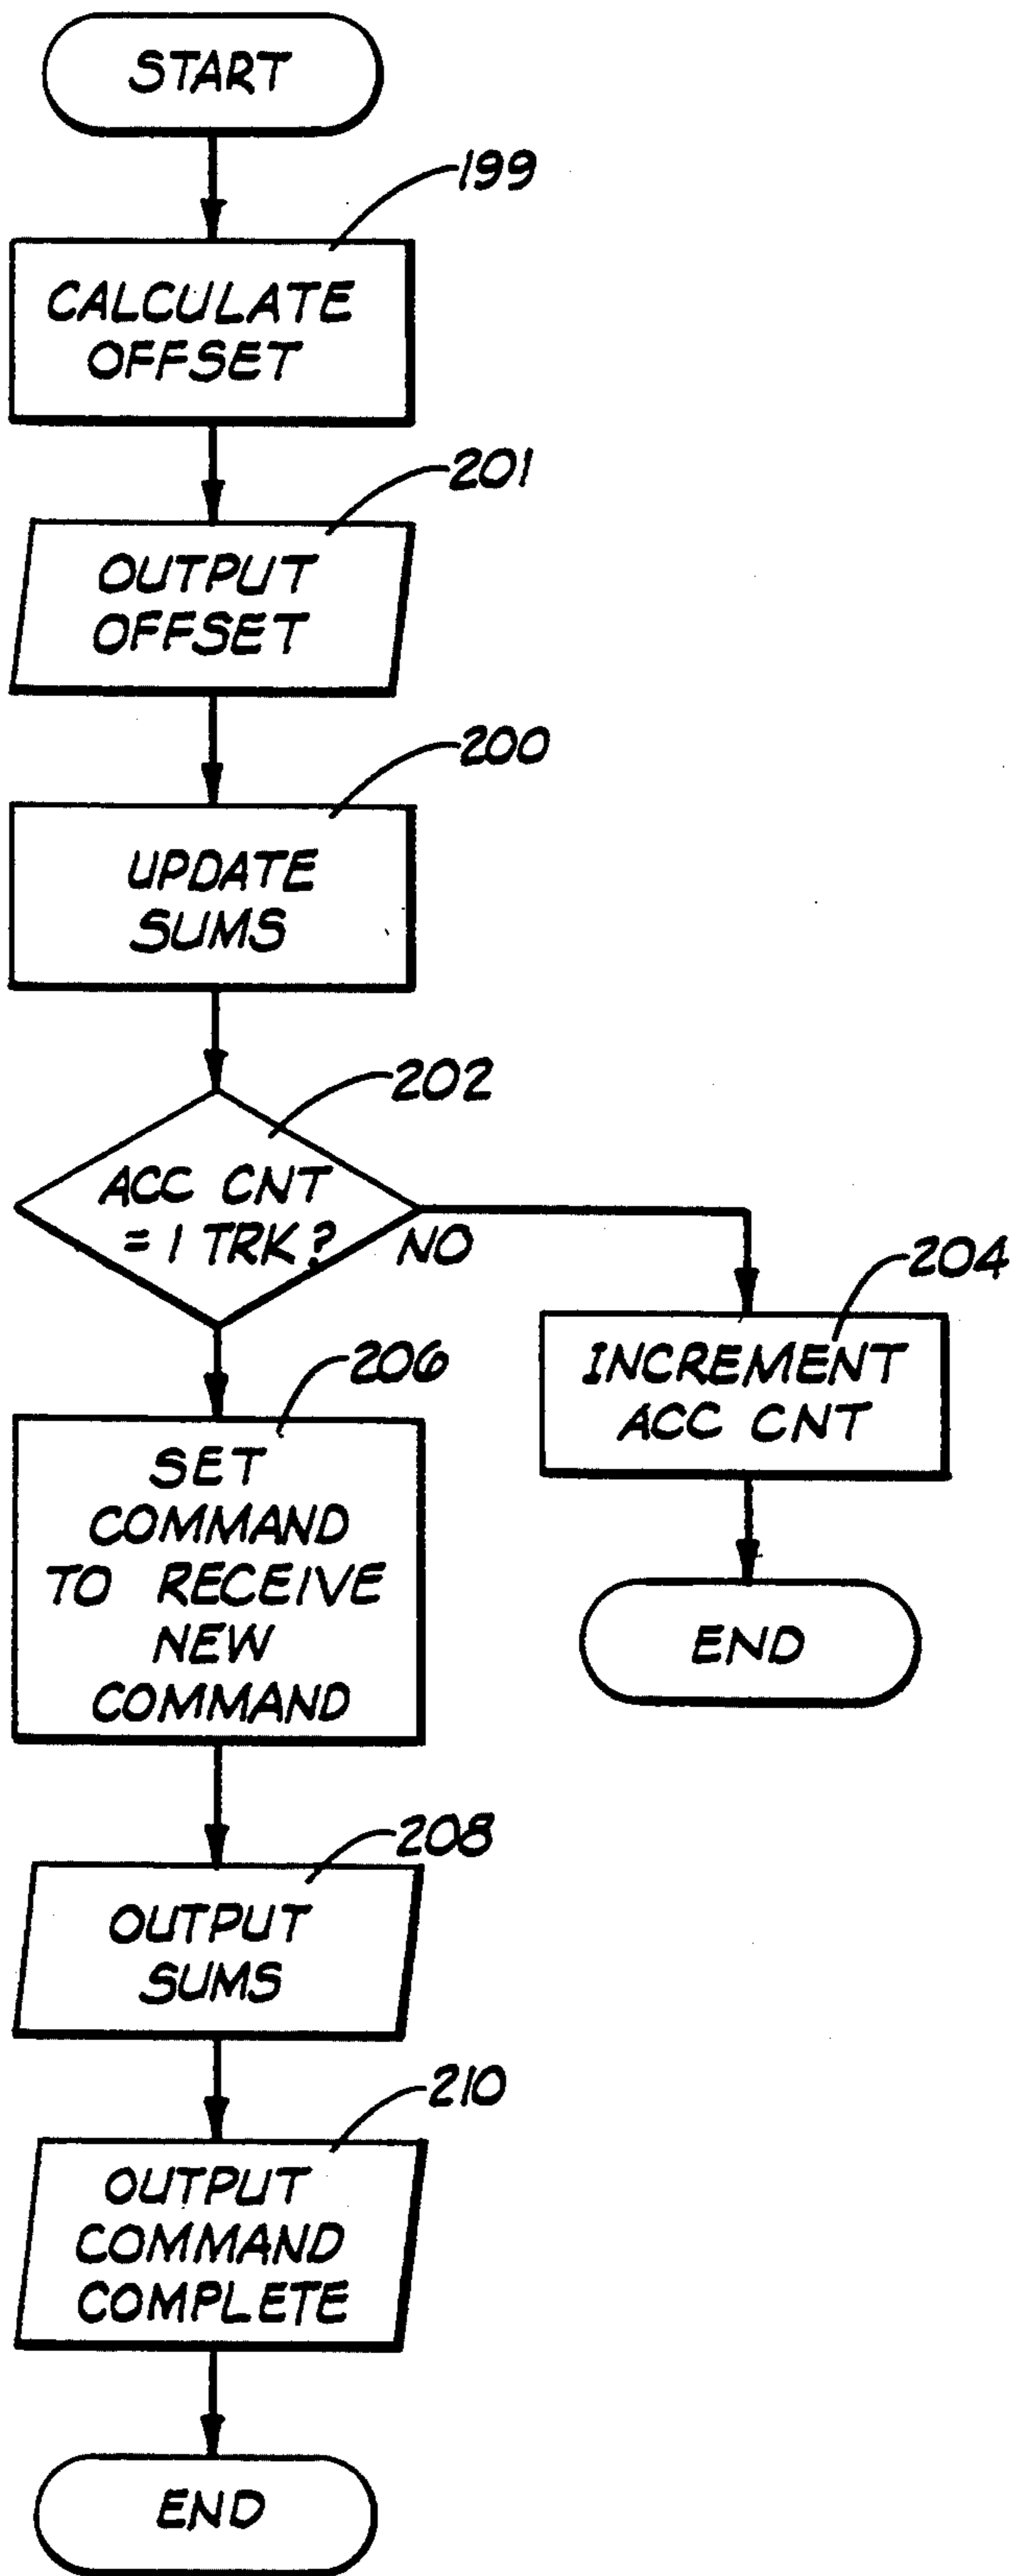 START
199
CALCULATE
OFFSET
201
OUTPUT
OFFSET
200
UPDATE
SUMS
202
ACC CNT
= 1 TRK?
NO
204
INCREMENT
ACC CNT
END
206
SET
COMMAND
TO RECEIVE
NEW
COMMAND
208
OUTPUT
SUMS
210
OUTPUT
COMMAND
COMPLETE
END